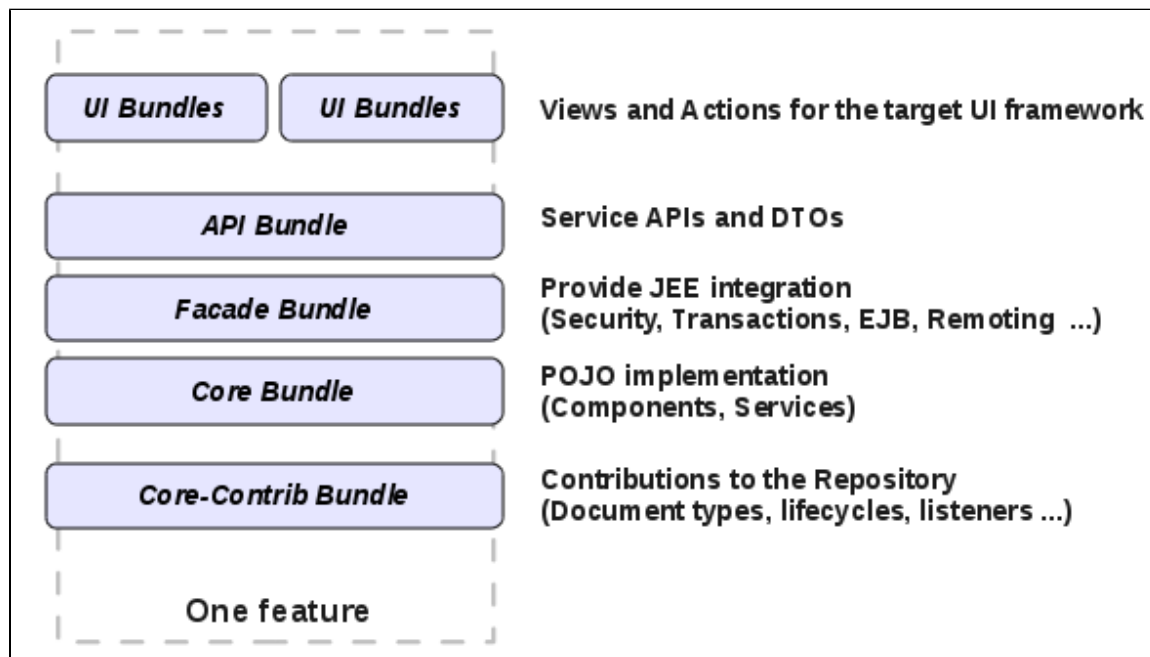 UI Bundles UI Bundles Views and Actions for the target UI framework
API Bundle Service APIs and DTOs
Facade Bundle Provide JEE integration
(Security, Transactions, EJB, Remoting ...)
Core Bundle POJO implementation
(Components, Services)
Core-Contrib Bundle Contributions to the Repository
(Document types, lifecycles, listeners ...)
One feature